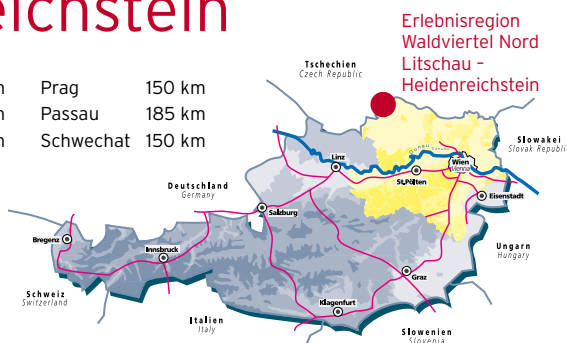 eichstein
Erlebnisregion
Waldviertel Nord
Litschau –
Heidenreichstein
m Prag 150 km
m Passau 185 km
m Schwechat 150 km
Tschechien
Czech Republic
Slowakei
Slovak Republi
Donau
Linz
Wien
Vienna
St.Pölten
Eisenstadt
Deutschland
Germany
Salzburg
Bregenz
Innsbruck
Ungarn
Hungary
Graz
Schweiz
Switzerland
Klagenfurt
Italien
Italy
Slowenien
Slovenia